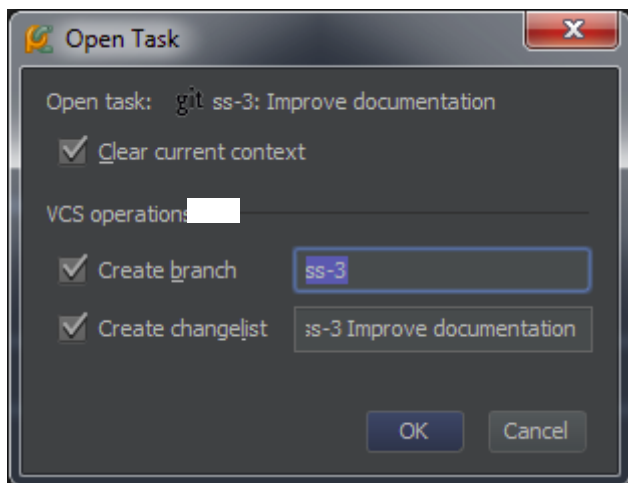 Open Task
Open task: git ss-3: Improve documentation
Clear current context
VCS operations
Create branch ss-3
Create changelist ss-3 Improve documentation
OK Cancel